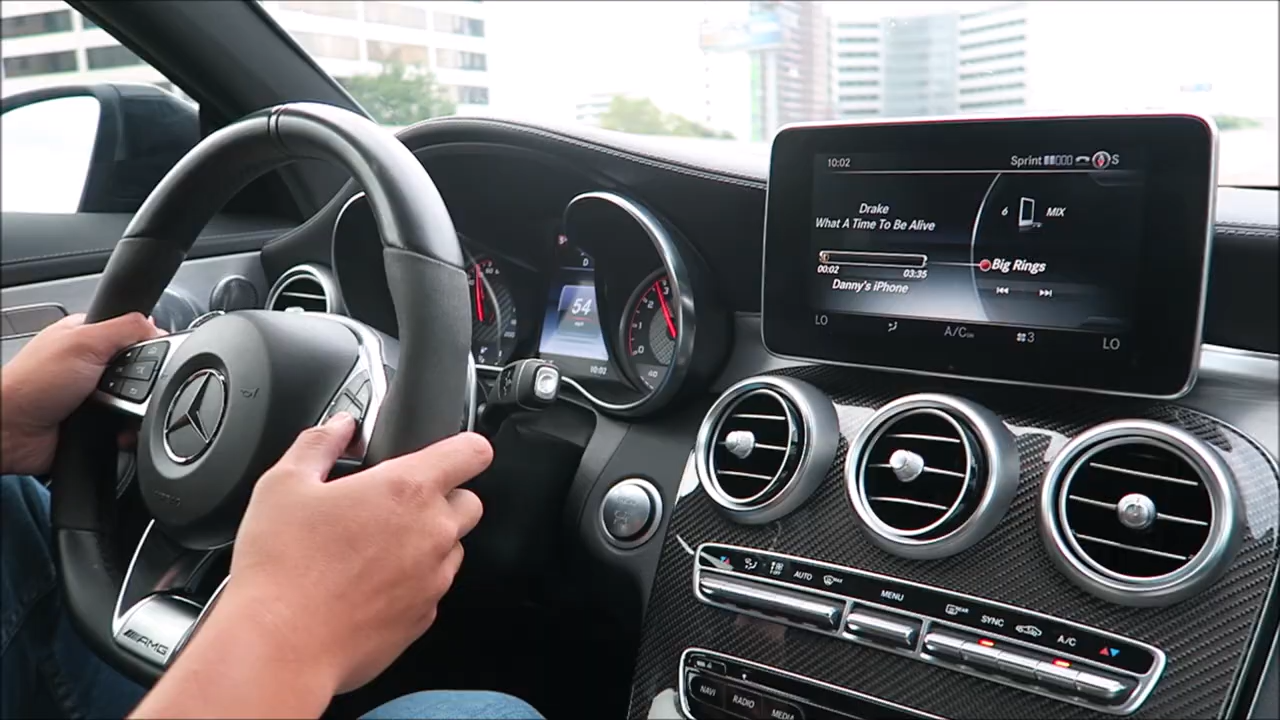 10:02
Sprint
S
Drake
What A Time To Be Alive
6
MIX
00:02
03:35
Big Rings
Danny's iPhone
LO
A/C
3
LO
D
54
10:02
AUTO
MENU
REAR
SYNC
A/C
NAVI
RADIO
MEDIA
AMG